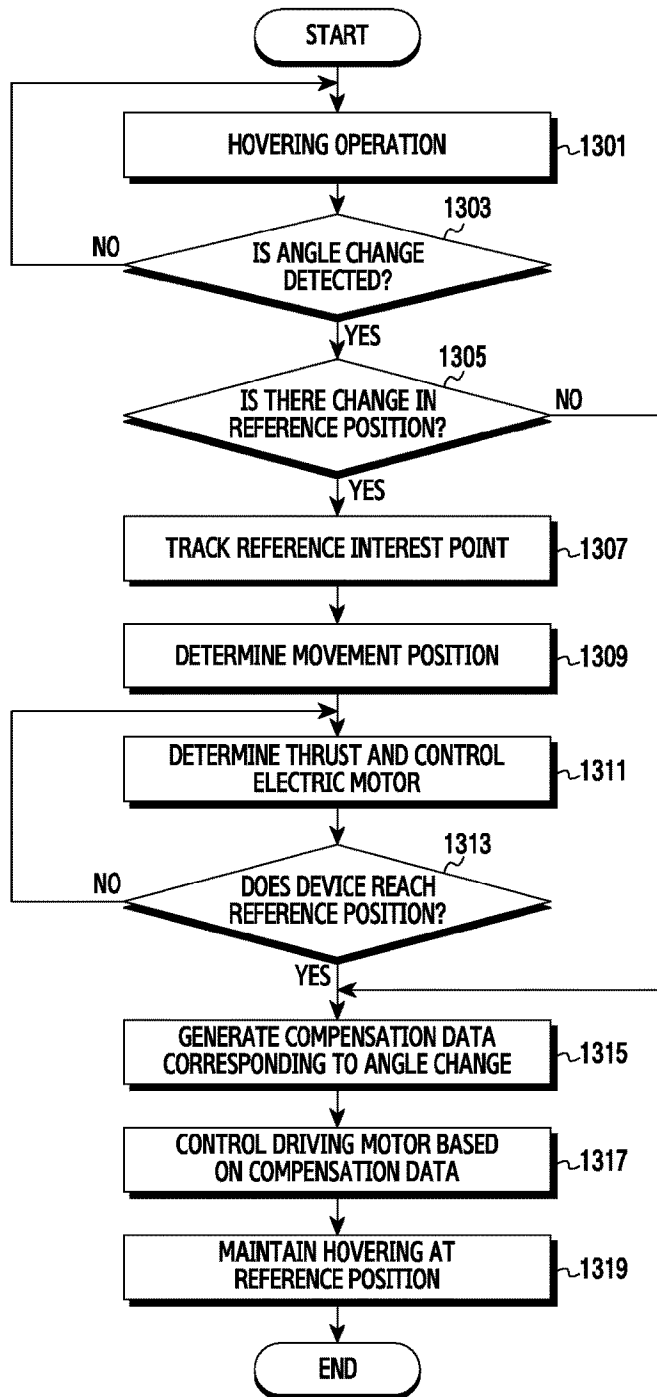 START
HOVERING OPERATION
1301
1303
NO
IS ANGLE CHANGE
DETECTED?
YES
1305
IS THERE CHANGE IN
REFERENCE POSITION?
NO
YES
TRACK REFERENCE INTEREST POINT
1307
DETERMINE MOVEMENT POSITION
1309
DETERMINE THRUST AND CONTROL
ELECTRIC MOTOR
1311
1313
NO
DOES DEVICE REACH
REFERENCE POSITION?
YES
GENERATE COMPENSATION DATA
CORRESPONDING TO ANGLE CHANGE
1315
CONTROL DRIVING MOTOR BASED
ON COMPENSATION DATA
1317
MAINTAIN HOVERING AT
REFERENCE POSITION
1319
END